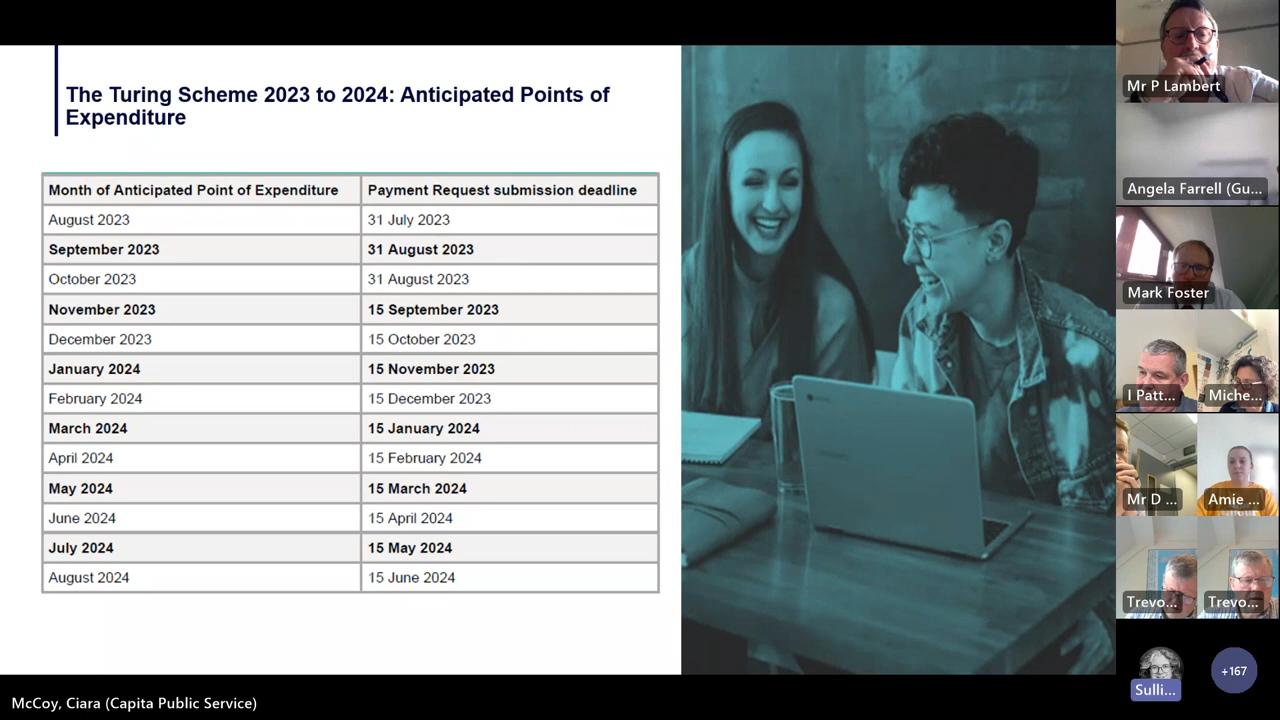 The Turing Scheme 2023 to 2024: Anticipated Points of
Expenditure
Month of Anticipated Point of Expenditure Payment Request submission deadline
August 2023 31 July 2023
September 2023 31 August 2023
October 2023 31 August 2023
November 2023 15 September 2023
December 2023 15 October 2023
January 2024 15 November 2023
February 2024 15 December 2023
March 2024 15 January 2024
April 2024 15 February 2024
May 2024 15 March 2024
June 2024 15 April 2024
July 2024 15 May 2024
August 2024 15 June 2024
Mr P Lambert
Angela Farrell (Gu...
Mark Foster
I Patt... Miche...
Mr D ... Amie ...
Trevo... Trevo...
Sulli... +167
McCoy, Ciara (Capita Public Service)